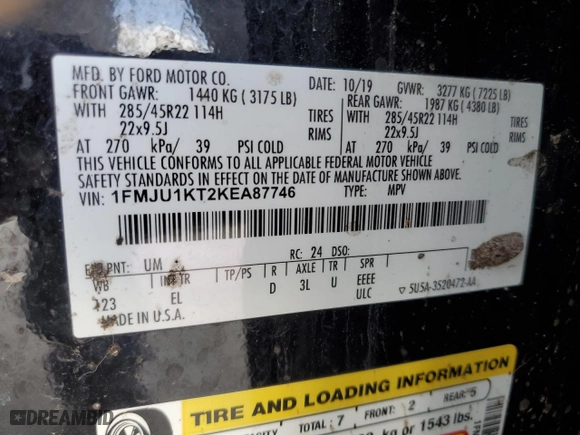 MFD. BY FORD MOTOR CO.
DATE: 10/19 GVWR: 3277 KG ( 7225 LB)
FRONT GAWR: 1440 KG ( 3175 LB) REAR GAWR: 1987 KG ( 4380 LB)
WITH 285/45R22 114H TIRES WITH 285/45R22 114H TIRES
22x9.5J RIMS 22x9.5J RIMS
AT 270 kPa/ 39 PSI COLD AT 270 kPa/ 39 PSI COLD
THIS VEHICLE CONFORMS TO ALL APPLICABLE FEDERAL MOTOR VEHICLE
SAFETY STANDARDS IN EFFECT ON THE DATE OF MANUFACTURE SHOWN ABOVE.
VIN: 1FMJU1KT2KEA87746 TYPE: MPV
RC: 24 DSO:
EXT PNT: UM
WB INT TR TP/PS R AXLE TR SPR
123 EL D 3L U EEEE
ULC
MADE IN U.S.A.
5U5A-3520472-AA
TIRE AND LOADING INFORMATION
TOTAL: 7 FRONT: 2 REAR: 5
kg or 1543 lbs.
DREAMBID